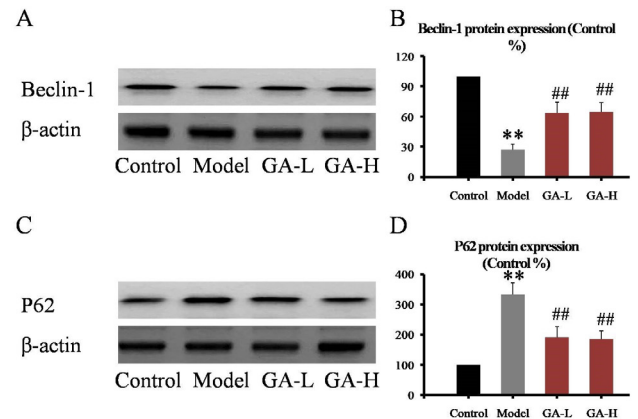 A
Beclin-1
β-actin
Control Model GA-L GA-H
B
Beclin-1 protein expression (Control
%)
120
90
60
30
0
**
##
##
Control Model GA-L GA-H
C
P62
β-actin
Control Model GA-L GA-H
D
P62 protein expression
(Control %)
400
300
200
100
0
**
##
##
Control Model GA-L GA-H